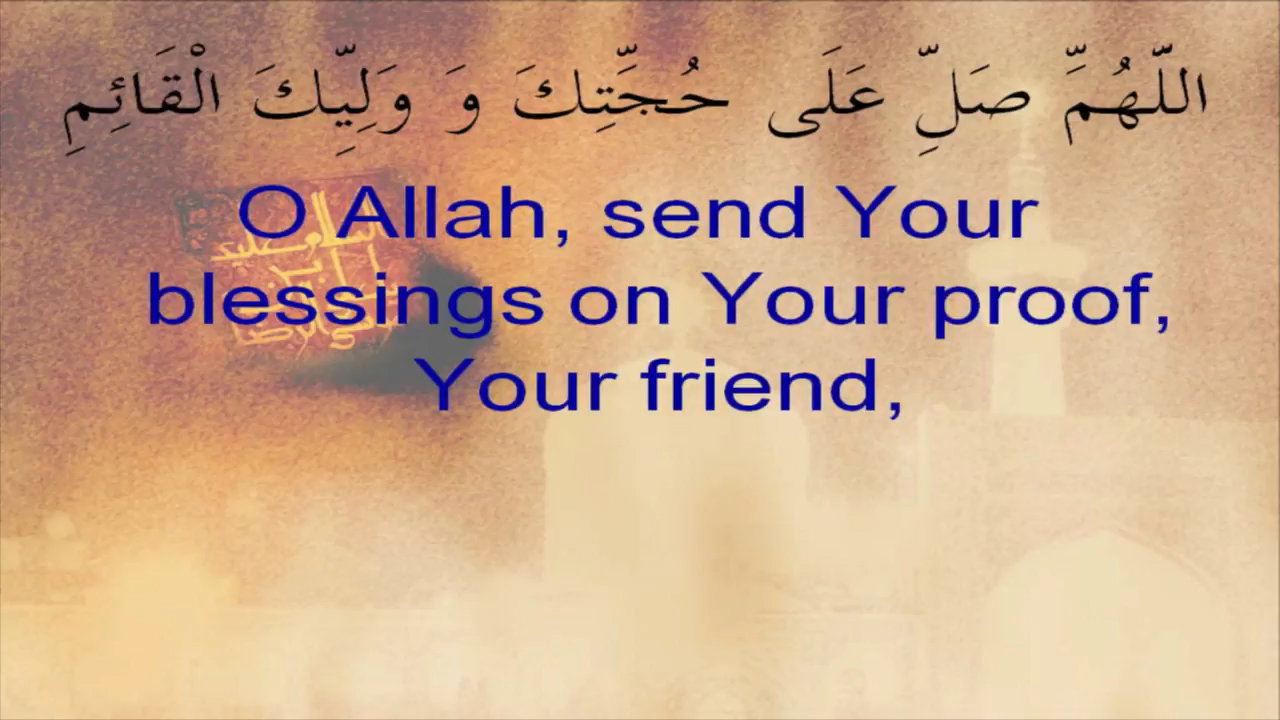 اللّهُمَّ صَلِّ عَلَى حُجَّتِكَ وَ وَلِيِّكَ الْقَائِمِ
O Allah, send Your
blessings on Your proof,
Your friend,